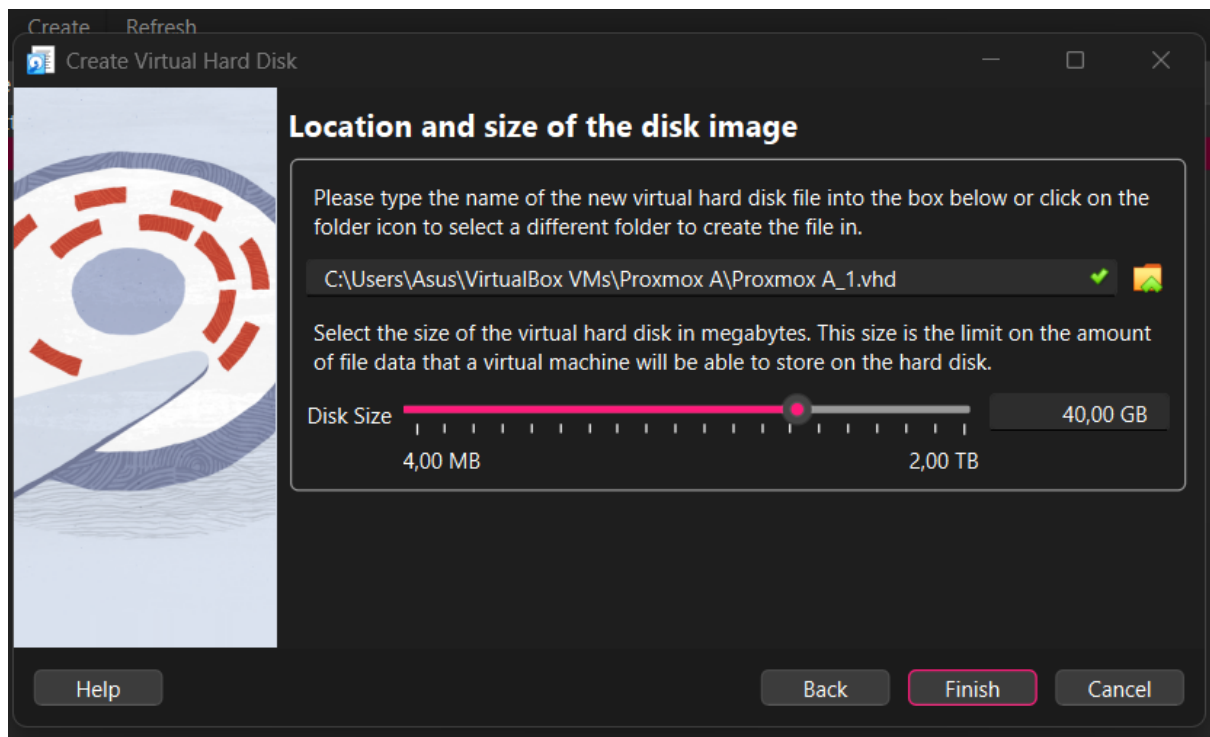 Create Refresh
Create Virtual Hard Disk
Location and size of the disk image
Please type the name of the new virtual hard disk file into the box below or click on the
folder icon to select a different folder to create the file in.
C:\Users\Asus\VirtualBox VMs\Proxmox A\Proxmox A_1.vhd
Select the size of the virtual hard disk in megabytes. This size is the limit on the amount
of file data that a virtual machine will be able to store on the hard disk.
Disk Size 40,00 GB
4,00 MB 2,00 TB
Help Back Finish Cancel